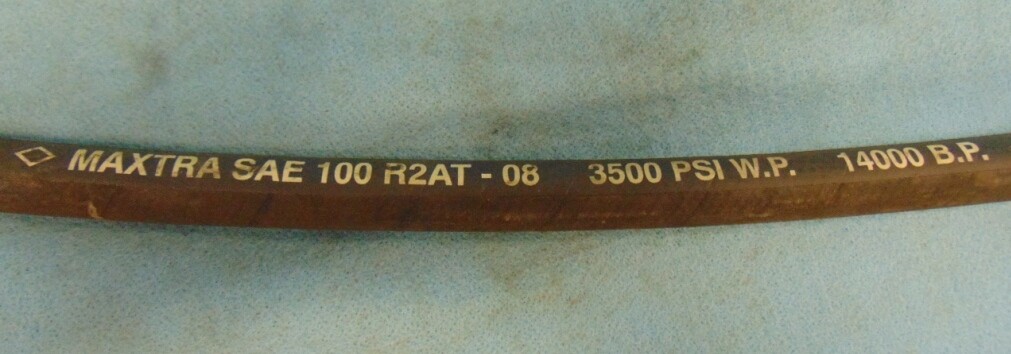 MAXTRA SAE 100 R2AT - 08 3500 PSI W.P. 14000 B.P.